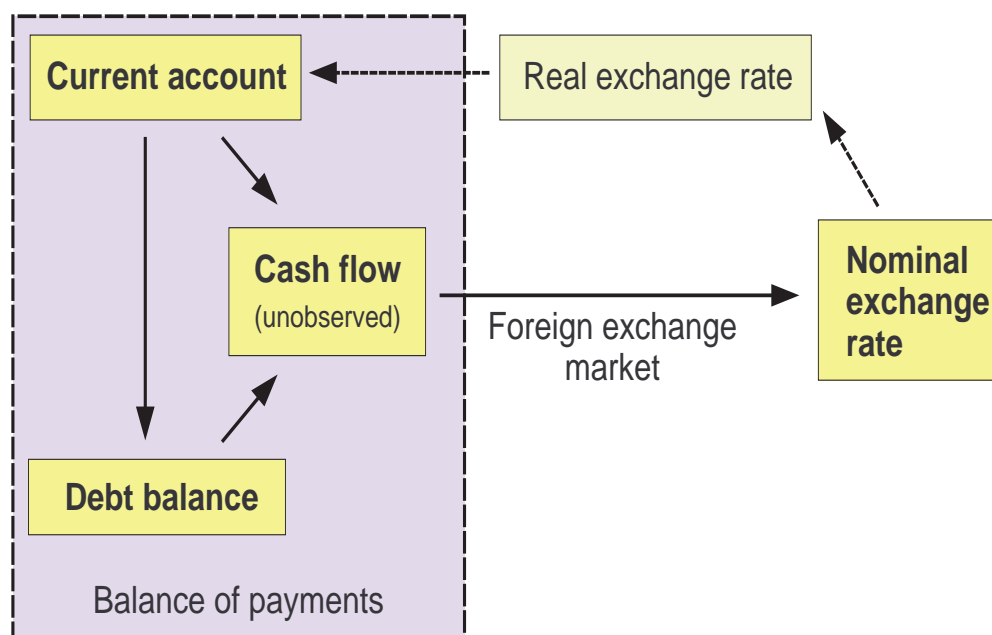 Current account
Real exchange rate
Cash flow
(unobserved)
Nominal
exchange
rate
Foreign exchange
market
Debt balance
Balance of payments